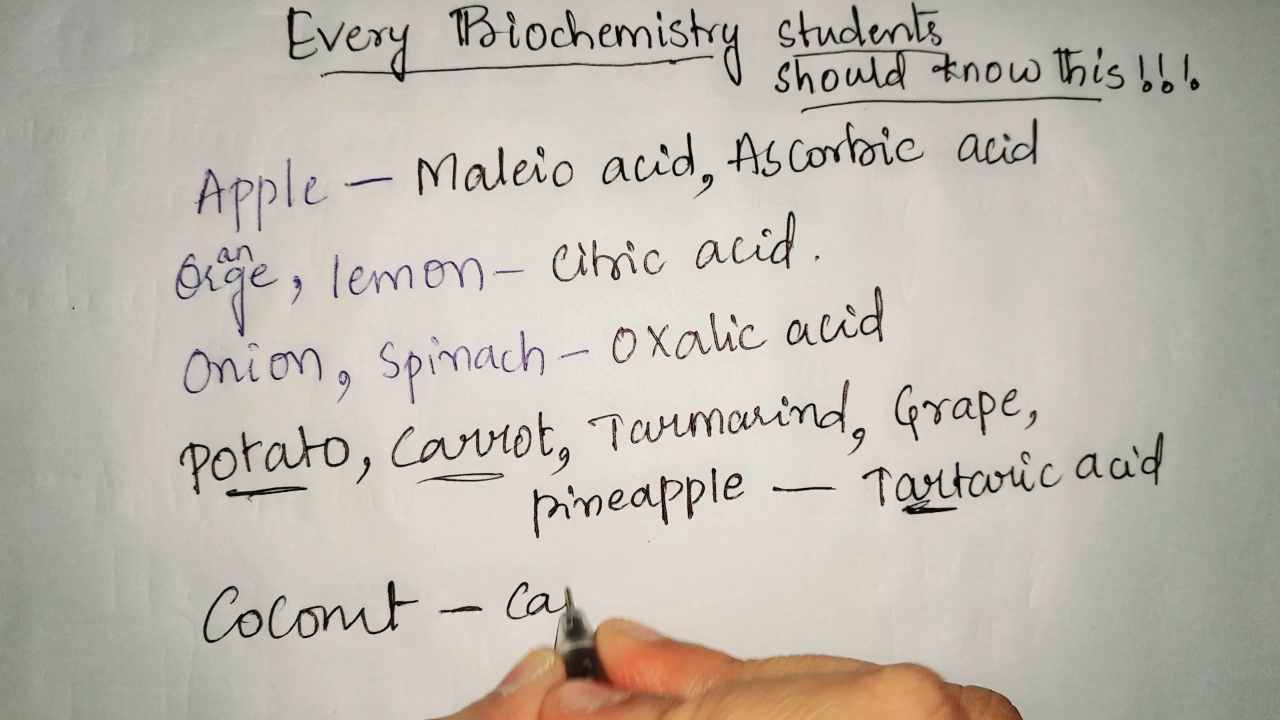 Every Biochemistry students
should know this!!!
Apple – Maleio acid, Ascorbic acid
Orange, lemon – Citric acid.
Onion, Spinach – Oxalic acid
Potato, Carrot, Tarmarind, Grape,
pineapple – Tartaric acid
Coconut – Ca